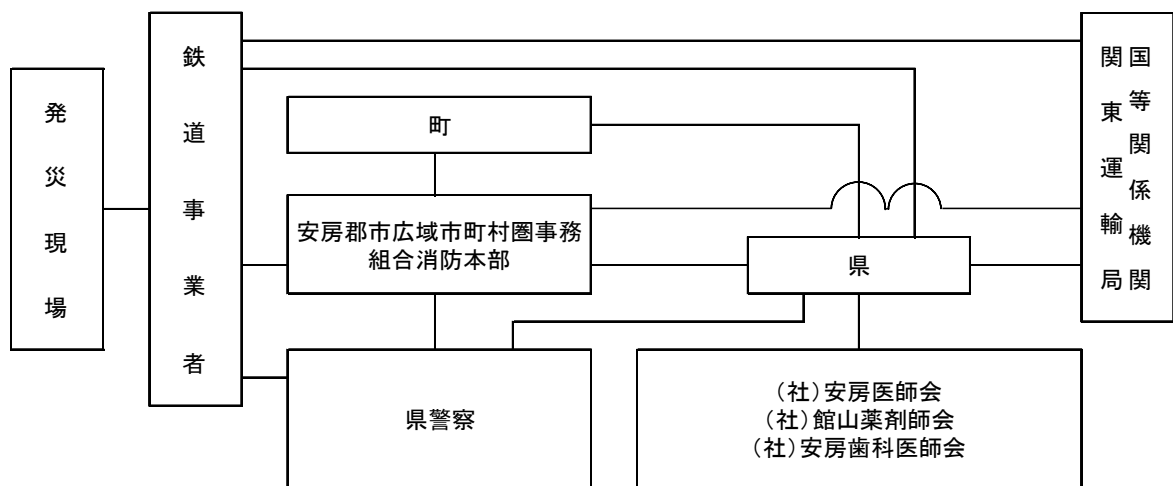 発災現場
鉄道事業者
町
安房郡市広域市町村圏事務
組合消防本部
県
県警察
(社)安房医師会
(社)館山薬剤師会
(社)安房歯科医師会
国等関係機関
関東運輸局